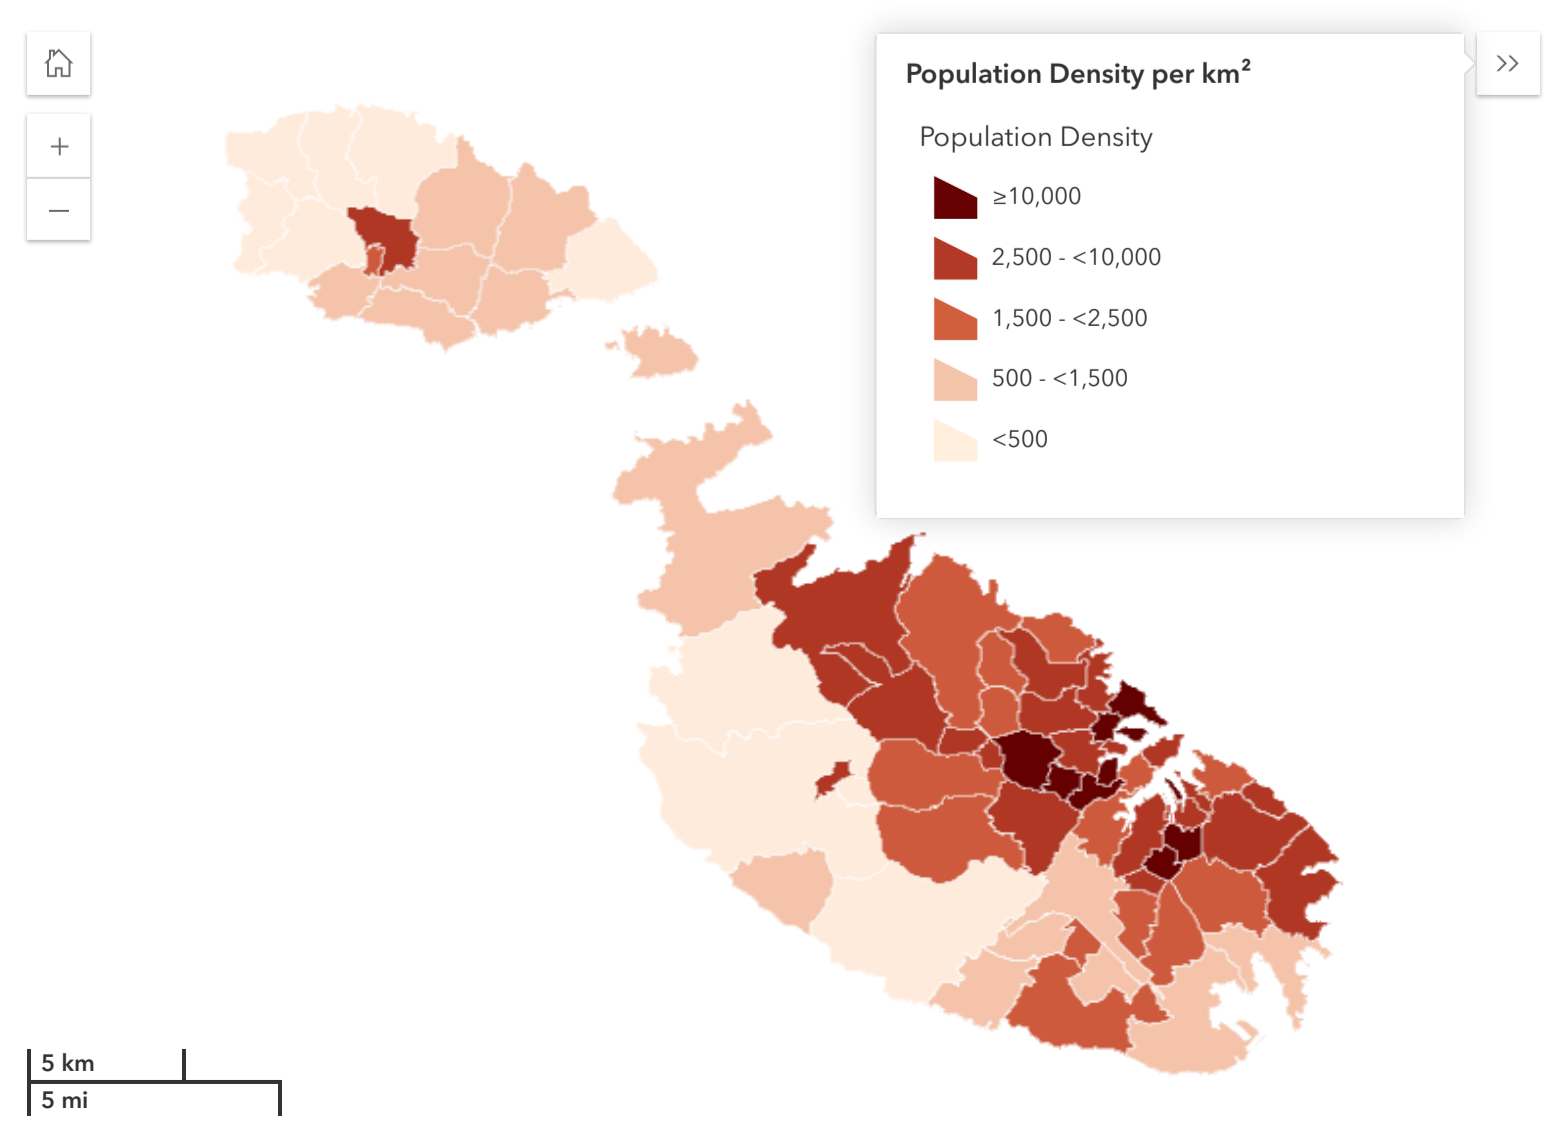 Population Density per km²
Population Density
≥10,000
2,500 - <10,000
1,500 - <2,500
500 - <1,500
<500
5 km
5 mi